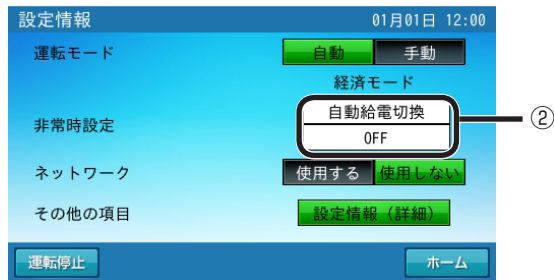 設定情報 01月01日 12:00
運転モード 自動 手動
経済モード
非常時設定 自動給電切換
OFF
②
ネットワーク 使用する 使用しない
その他の項目 設定情報（詳細）
運転停止 ホーム